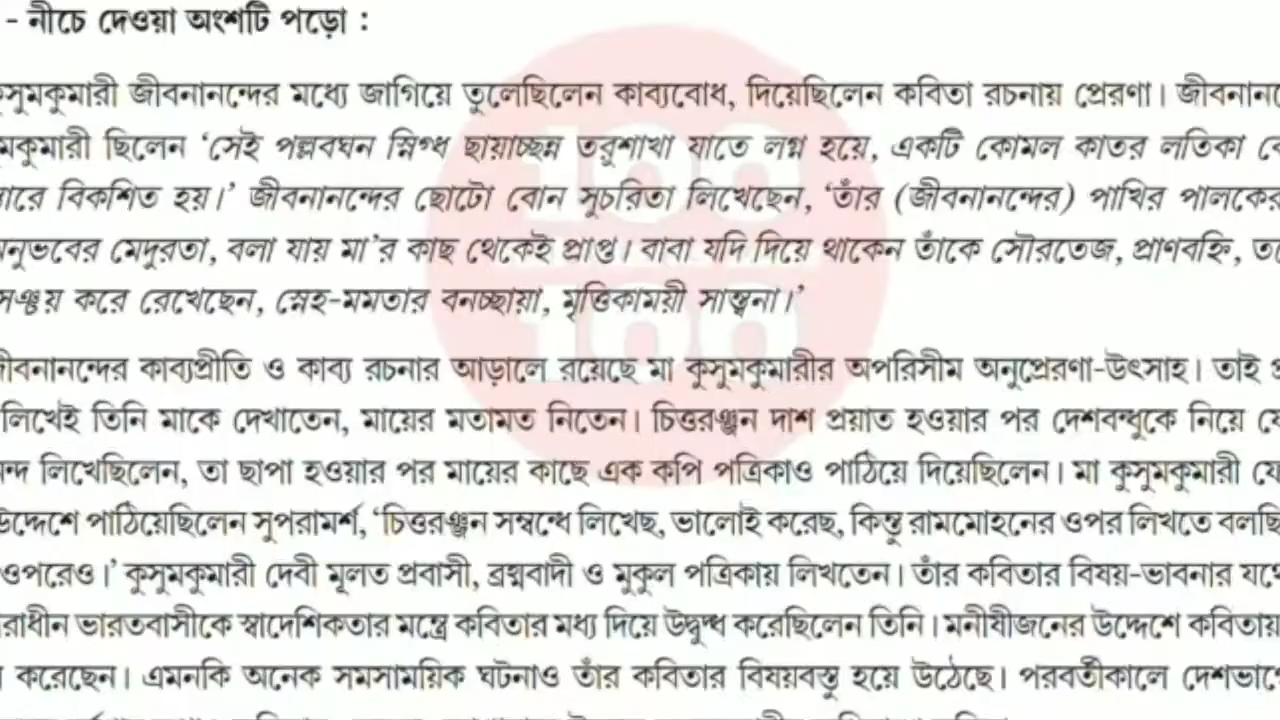 - নীচে দেওয়া অংশটি পড়ো :
সুমকুমারী জীবনানন্দের মধ্যে জাগিয়ে তুলেছিলেন কাব্যবোধ, দিয়েছিলেন কবিতা রচনায় প্রেরণা। জীবনান
মকুমারী ছিলেন ‘সেই পল্লবঘন স্নিগ্ধ ছায়াচ্ছন্ন তরুশাখা যাতে লগ্ন হয়ে, একটি কোমল কাতর লতিকা
ারে বিকশিত হয়।’ জীবনানন্দের ছোটো বোন সুচরিতা লিখেছেন, ‘তাঁর (জীবনানন্দের) পাখির পালকের
নুভবের মেদুরতা, বলা যায় মা’র কাছ থেকেই প্রাপ্ত। বাবা যদি দিয়ে থাকেন তাঁকে সৌরতেজ, প্রাণবহ্নি,
সঞ্চয় করে রেখেছেন, স্নেহ-মমতার বনচ্ছায়া, মৃত্তিকাময়ী সান্ত্বনা।’
জীবনানন্দের কাব্যপ্রীতি ও কাব্য রচনার আড়ালে রয়েছে মা কুসুমকুমারীর অপরিসীম অনুপ্রেরণা-উৎসাহ। তাই
লিখেই তিনি মাকে দেখাতেন, মায়ের মতামত নিতেন। চিত্তরঞ্জন দাশ প্রয়াত হওয়ার পর দেশবন্ধুকে নিয়ে
ন্দ লিখেছিলেন, তা ছাপা হওয়ার পর মায়ের কাছে এক কপি পত্রিকাও পাঠিয়ে দিয়েছিলেন। মা কুসুমকুমারী
উদ্দেশে পাঠিয়েছিলেন সুপরামর্শ, ‘চিত্তরঞ্জন সম্বন্ধে লিখেছ, ভালোই করেছ, কিন্তু রামমোহনের ওপর লিখতে বলছি
ওপরেও।’ কুসুমকুমারী দেবী মূলত প্রবাসী, ব্রহ্মবাদী ও মুকুল পত্রিকায় লিখতেন। তাঁর কবিতার বিষয়-ভাবনার
রাধীন ভারতবাসীকে স্বাদেশিকতার মন্ত্রে কবিতার মধ্য দিয়ে উদ্বুদ্ধ করেছিলেন তিনি। মনীষীজনের উদ্দেশে কবিতায়
করেছেন। এমনকি অনেক সমসাময়িক ঘটনাও তাঁর কবিতার বিষয়বস্তু হয়ে উঠেছে। পরবর্তীকালে দেশভাগে
100
100